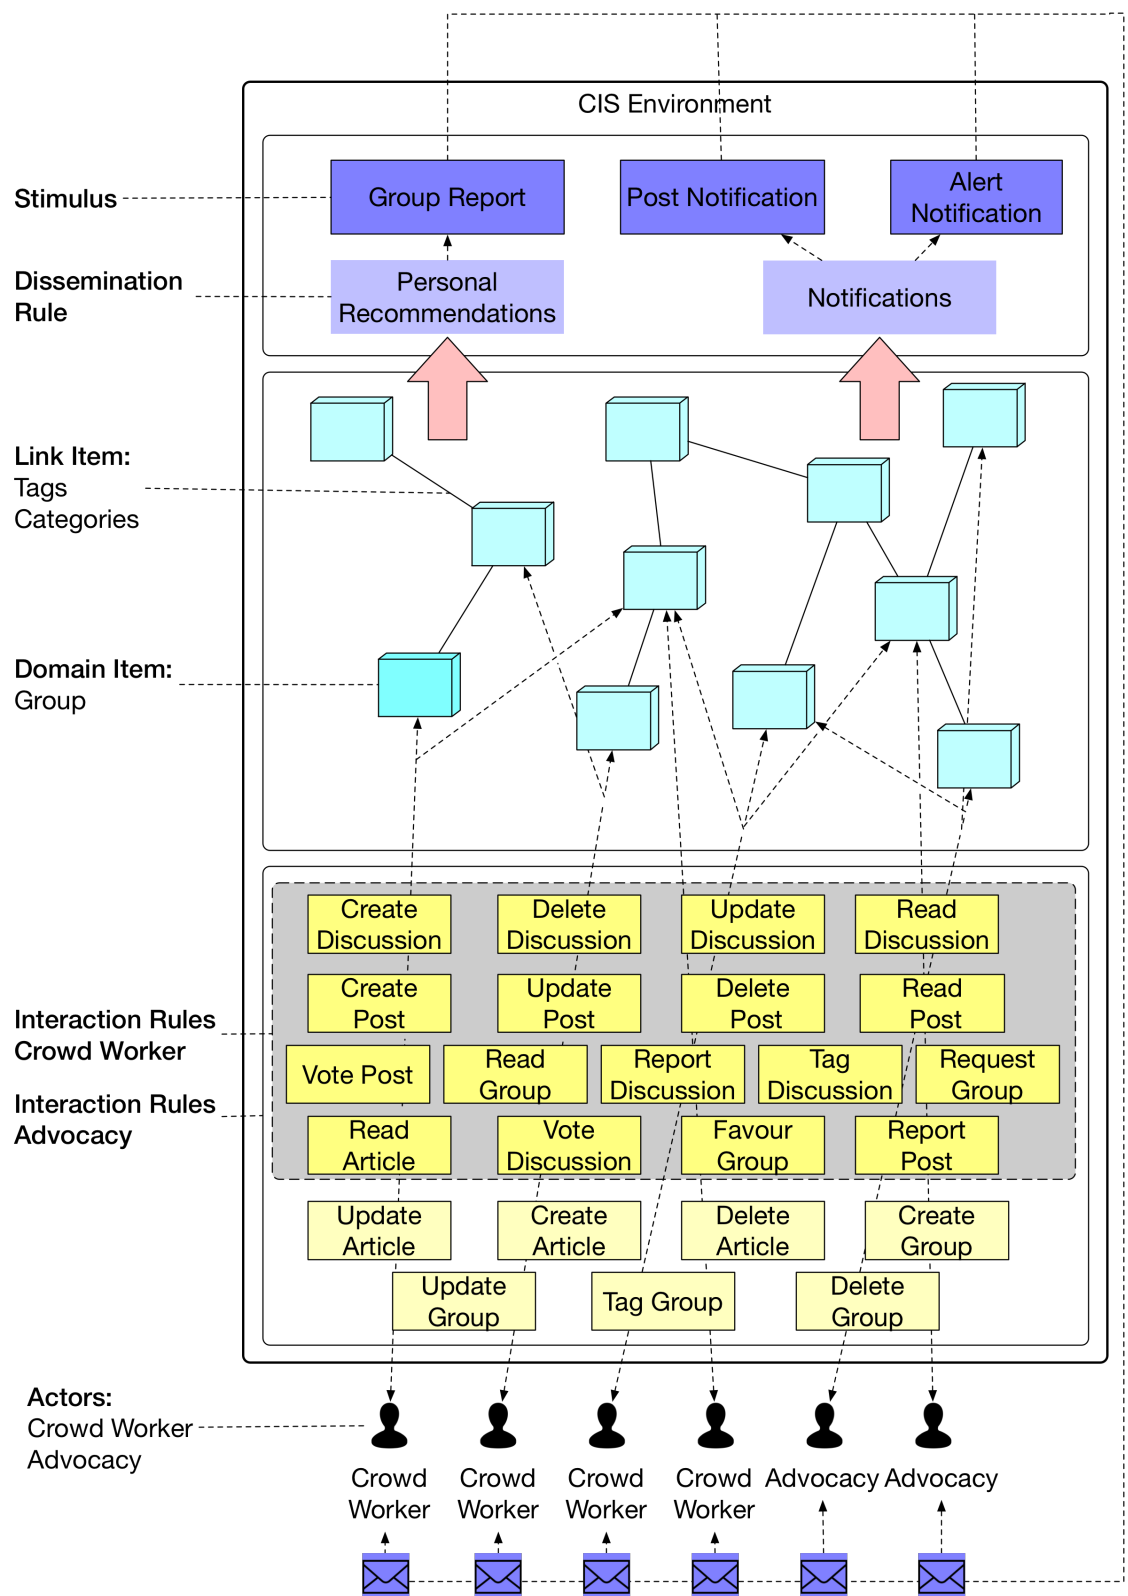 CIS Environment
Stimulus
Group Report
Post Notification
Alert
Notification
Dissemination
Rule
Personal
Recommendations
Notifications
Link Item:
Tags
Categories
Domain Item:
Group
Create
Discussion
Delete
Discussion
Update
Discussion
Read
Discussion
Create
Post
Update
Post
Delete
Post
Read
Post
Interaction Rules
Crowd Worker
Vote Post
Read
Group
Report
Discussion
Tag
Discussion
Request
Group
Interaction Rules
Advocacy
Read
Article
Vote
Discussion
Favour
Group
Report
Post
Update
Article
Create
Article
Delete
Article
Create
Group
Update
Group
Tag Group
Delete
Group
Actors:
Crowd Worker
Advocacy
Crowd
Worker
Crowd
Worker
Crowd
Worker
Crowd
Worker
Advocacy
Advocacy